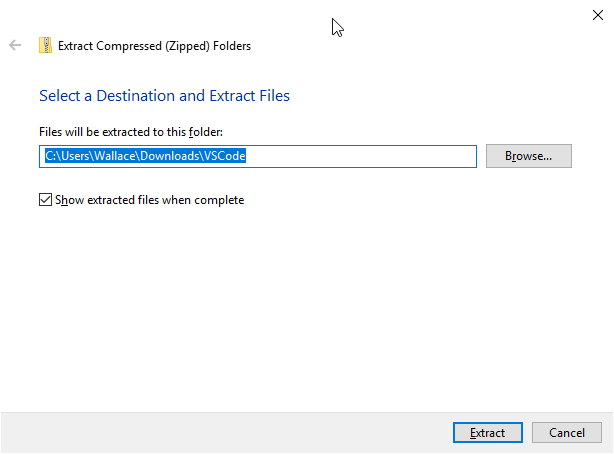 Extract Compressed (Zipped) Folders
Select a Destination and Extract Files
Files will be extracted to this folder:
C:\Users\Wallace\Downloads\VSCode
Browse...
Show extracted files when complete
Extract
Cancel